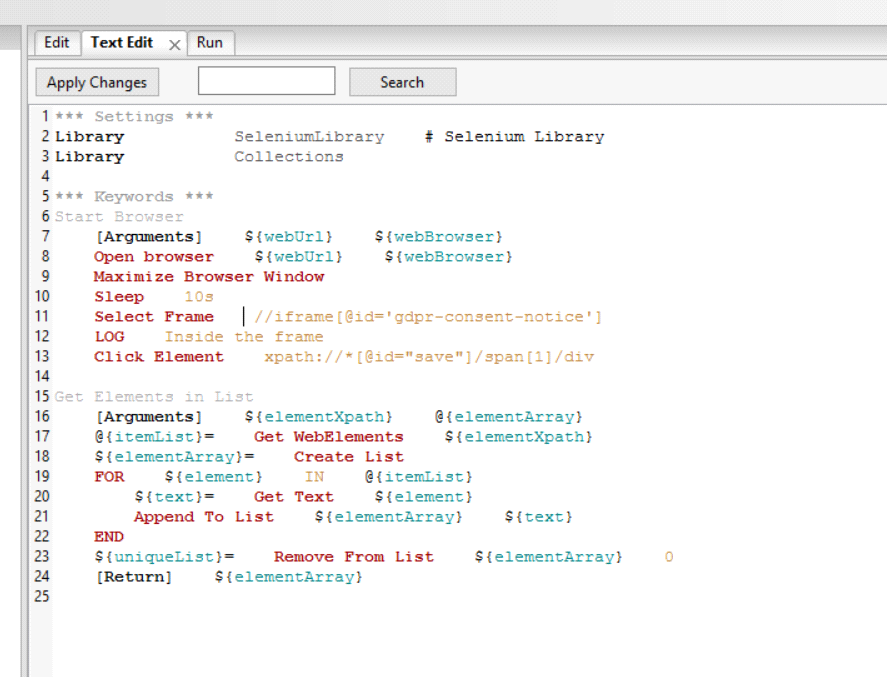 Edit Text Edit Run
Apply Changes Search
1 *** Settings ***
2 Library SeleniumLibrary # Selenium Library
3 Library Collections
4
5 *** Keywords ***
6 Start Browser
7 [Arguments] ${webUrl} ${webBrowser}
8 Open browser ${webUrl} ${webBrowser}
9 Maximize Browser Window
10 Sleep 10s
11 Select Frame //iframe[@id='gdpr-consent-notice']
12 LOG Inside the frame
13 Click Element xpath://*[@id="save"]/span[1]/div
14
15 Get Elements in List
16 [Arguments] ${elementXpath} @{elementArray}
17 @{itemList}= Get WebElements ${elementXpath}
18 ${elementArray}= Create List
19 FOR ${element} IN @{itemList}
20 ${text}= Get Text ${element}
21 Append To List ${elementArray} ${text}
22 END
23 ${uniqueList}= Remove From List ${elementArray} 0
24 [Return] ${elementArray}
25